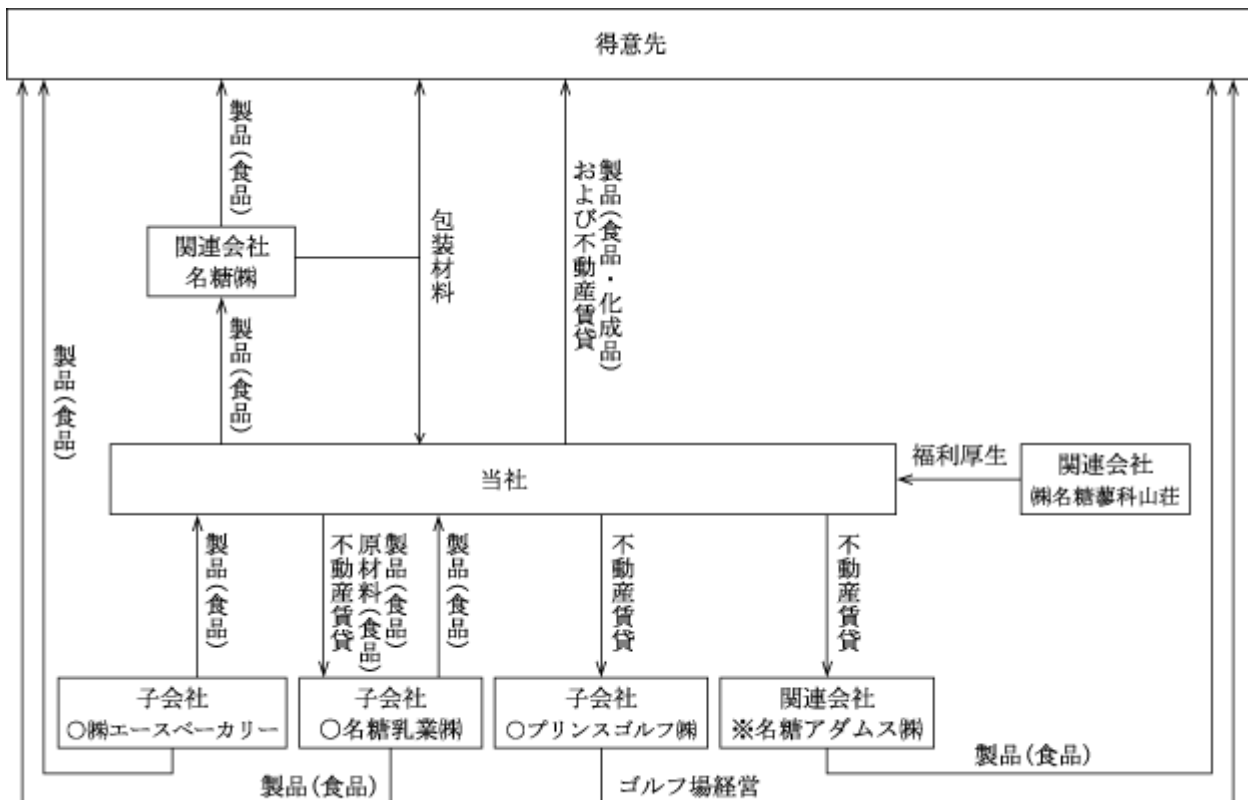 得意先
製品(食品)
包装材料
製品(食品・化成品)
および不動産賃貸
関連会社
名糖㈱
製品(食品)
製品(食品)
当社
福利厚生
関連会社
㈱名糖蓼科山荘
製品(食品)
製品(食品)
原材料(食品)
不動産賃貸
製品(食品)
不動産賃貸
不動産賃貸
子会社
○㈱エースベーカリー
子会社
○名糖乳業㈱
子会社
○プリンスゴルフ㈱
関連会社
※名糖アダムス㈱
製品(食品)
ゴルフ場経営
製品(食品)